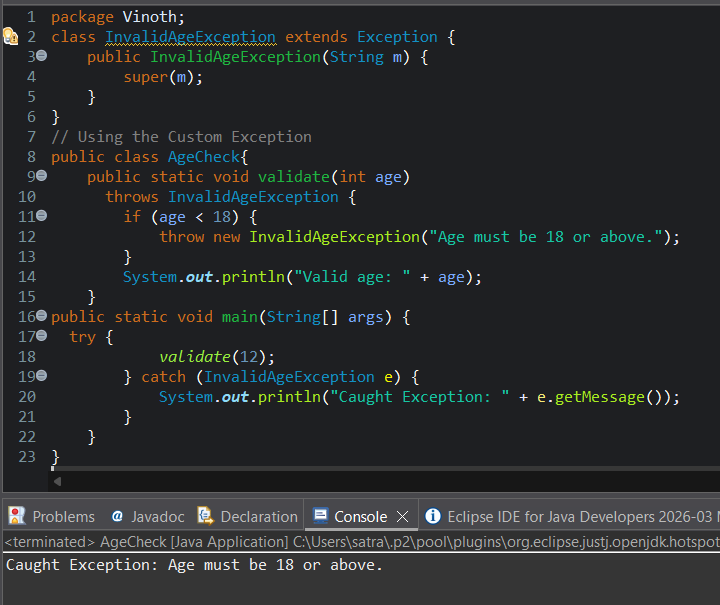 1 package Vinoth;
2 class InvalidAgeException extends Exception {
3 public InvalidAgeException(String m) {
4 super(m);
5 }
6 }
7 // Using the Custom Exception
8 public class AgeCheck{
9 public static void validate(int age)
10 throws InvalidAgeException {
11 if (age < 18) {
12 throw new InvalidAgeException("Age must be 18 or above.");
13 }
14 System.out.println("Valid age: " + age);
15 }
16 public static void main(String[] args) {
17 try {
18 validate(12);
19 } catch (InvalidAgeException e) {
20 System.out.println("Caught Exception: " + e.getMessage());
21 }
22 }
23 }
Problems @ Javadoc Declaration Console Eclipse IDE for Java Developers 2026-03 M
<terminated> AgeCheck [Java Application] C:\Users\satra\.p2\pool\plugins\org.eclipse.justj.openjdk.hotspot
Caught Exception: Age must be 18 or above.